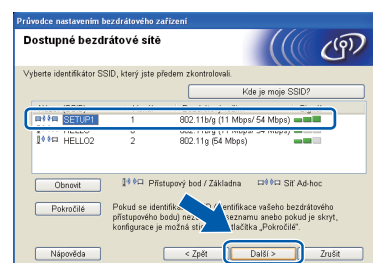 Průvodce nastavením bezdrátového zařízení
Dostupné bezdrátové sítě
Vyberte identifikátor SSID, který jste předem zkontrolovali.
Kde je moje SSID?
SETUP1 1 802.11b/g (11 Mbps/ 54 Mbps)
HELLO2 2 802.11g (54 Mbps)
Obnovit Přístupový bod / Základna Síť Ad-hoc
Pokročilé Pokud se identifiká vašeho bezdrátového
přístupového bodu) seznamu anebo pokud je skryt,
konfigurace je možná tlačítka „Pokročilé".
Nápověda < Zpět Další > Zrušit